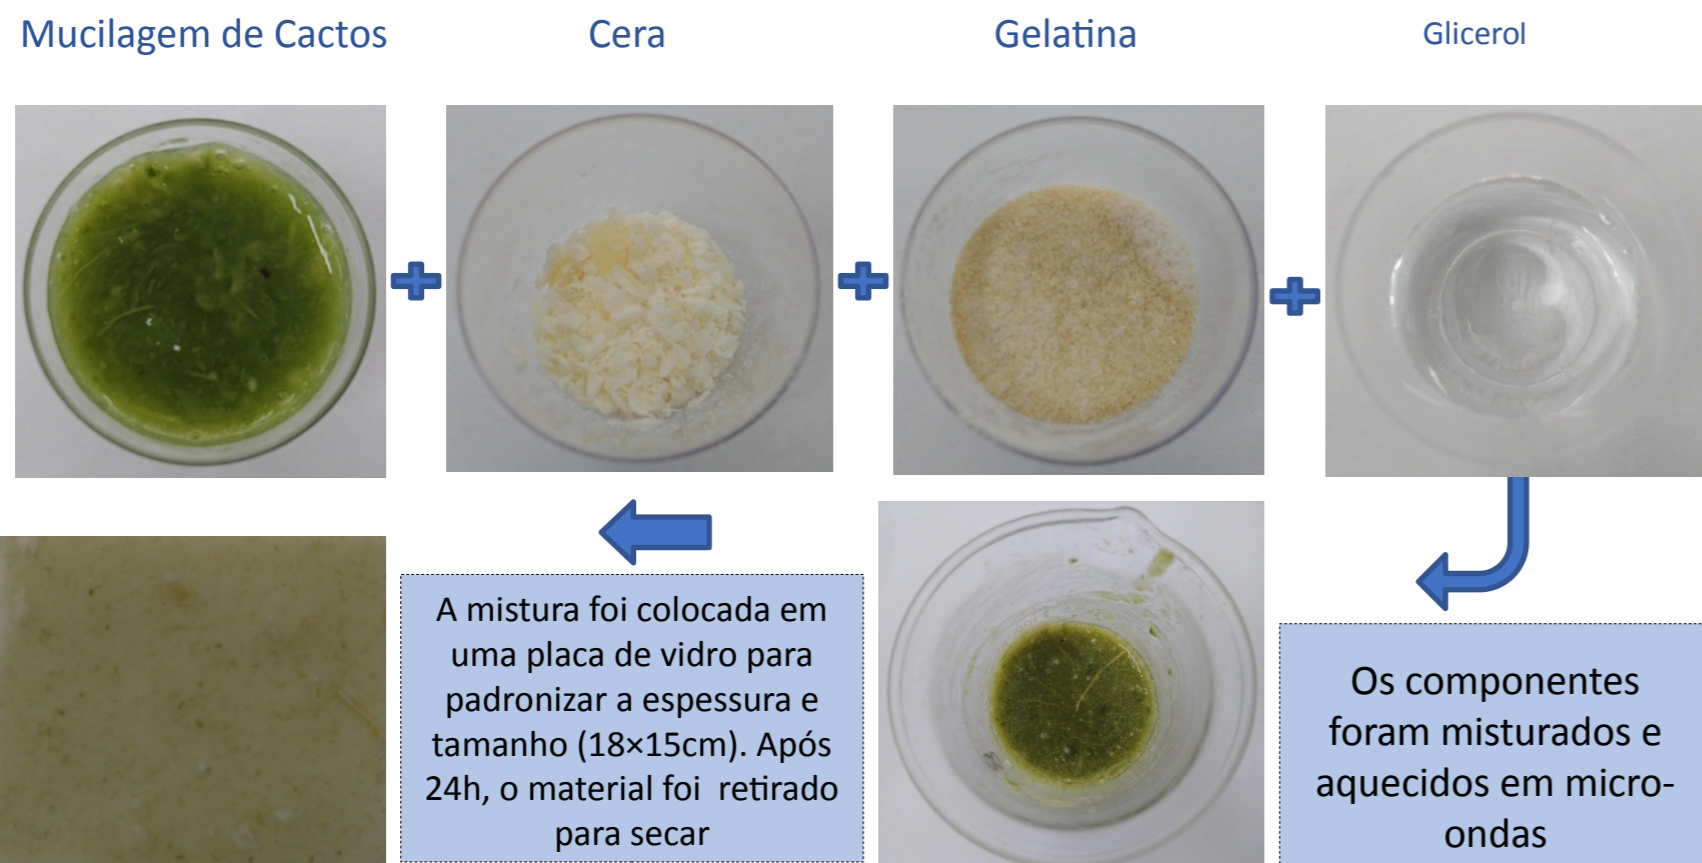 Mucilagem de Cactos
Cera
Gelatina
Glicerol
A mistura foi colocada em
uma placa de vidro para
padronizar a espessura e
tamanho (18×15cm). Após
24h, o material foi retirado
para secar
Os componentes
foram misturados e
aquecidos em micro-
ondas